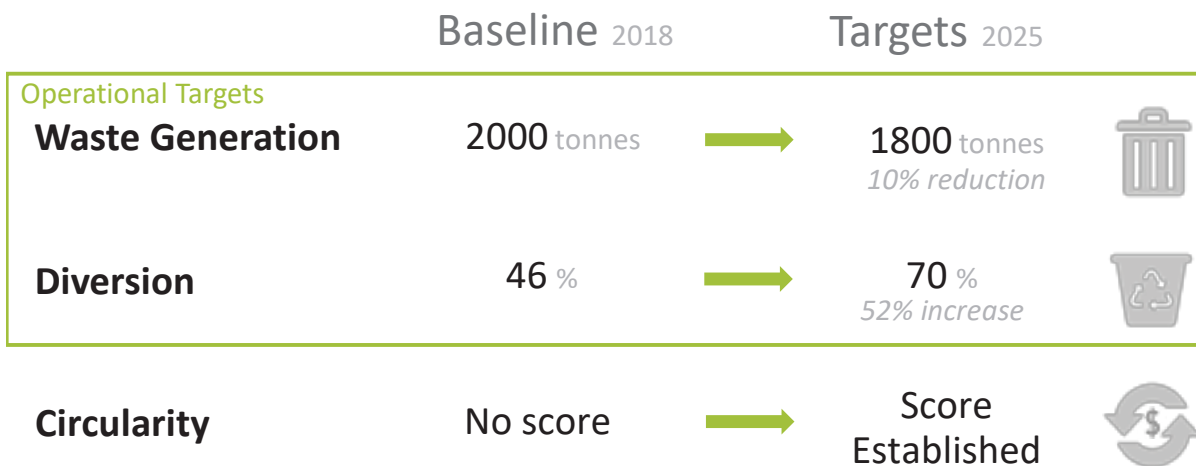 Baseline 2018 Targets 2025
Operational Targets
Waste Generation 2000 tonnes 1800 tonnes
10% reduction
Diversion 46 % 70 %
52% increase
Circularity No score Score
Established
$